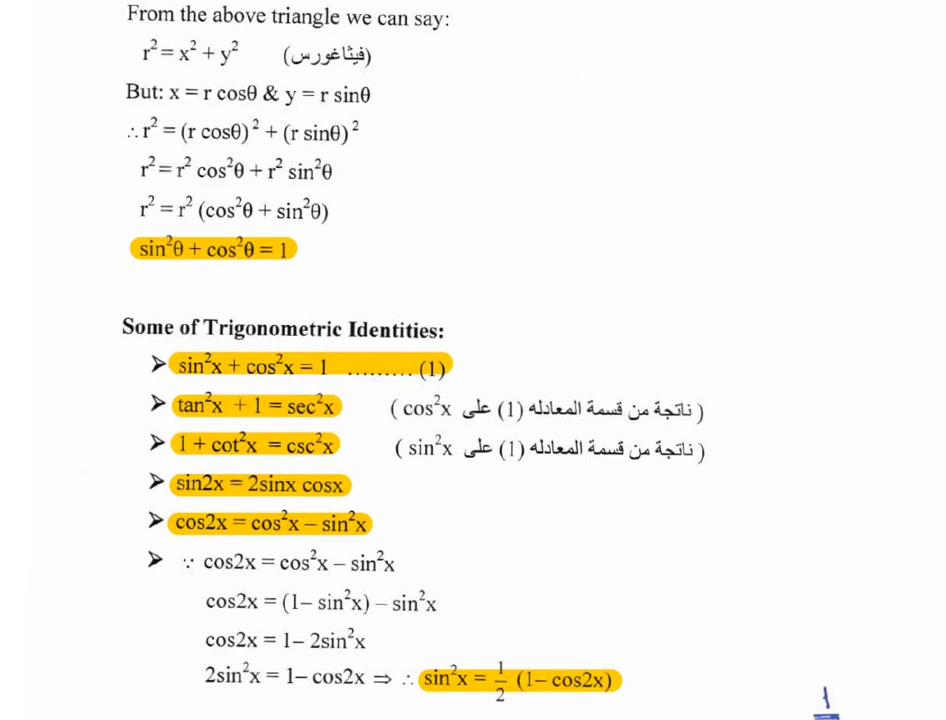 From the above triangle we can say:
r² = x² + y² (فيثاغورس)
But: x = r cosθ & y = r sinθ
∴ r² = (r cosθ) ² + (r sinθ) ²
r² = r² cos²θ + r² sin²θ
r² = r² (cos²θ + sin²θ)
sin²θ + cos²θ = 1
Some of Trigonometric Identities:
➢ sin²x + cos²x = 1 ......... (1)
➢ tan²x + 1 = sec²x ( ناتجة من قسمة المعادله (1) على cos²x )
➢ 1 + cot²x = csc²x ( ناتجة من قسمة المعادله (1) على sin²x )
➢ sin2x = 2sinx cosx
➢ cos2x = cos²x – sin²x
➢ ∵ cos2x = cos²x – sin²x
cos2x = (1– sin²x) – sin²x
cos2x = 1– 2sin²x
2sin²x = 1– cos2x ⇒ ∴ sin²x = 1/2 (1– cos2x)
1